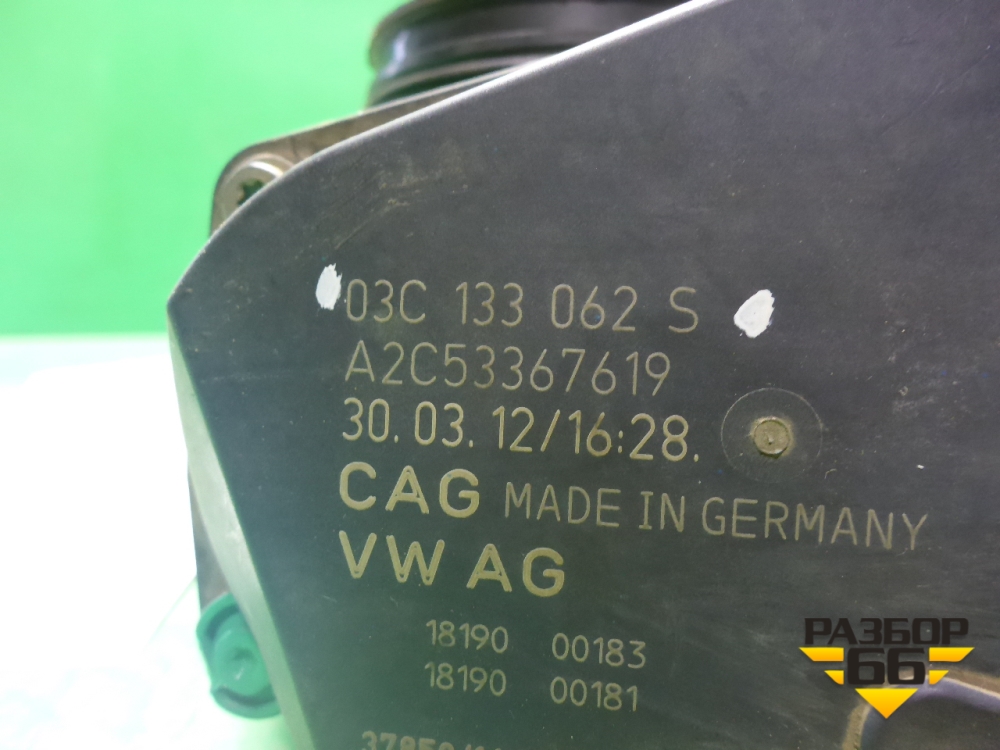 03C 133 062 S
A2C53367619
30.03.12/16:28.
CAG MADE IN GERMANY
VW AG
18190 00183
18190 00181
РАЗБОР
66